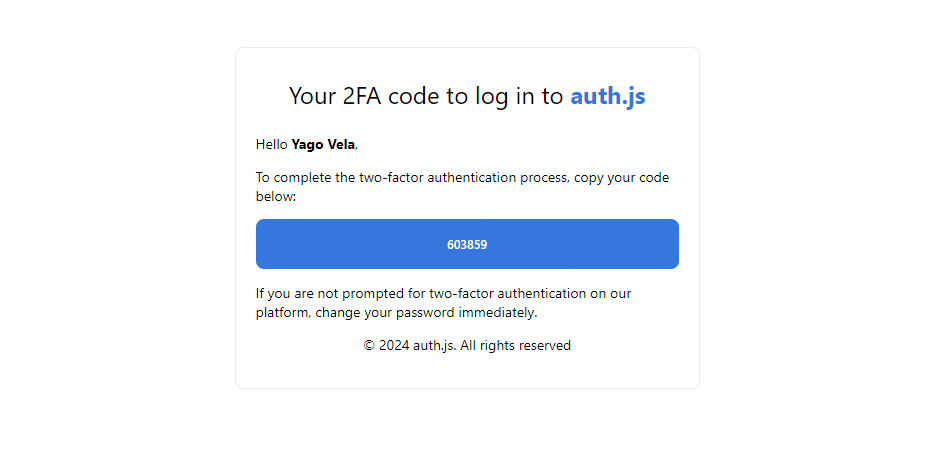 Your 2FA code to log in to auth.js
Hello Yago Vela,
To complete the two-factor authentication process, copy your code
below:
603859
If you are not prompted for two-factor authentication on our
platform, change your password immediately.
© 2024 auth.js. All rights reserved